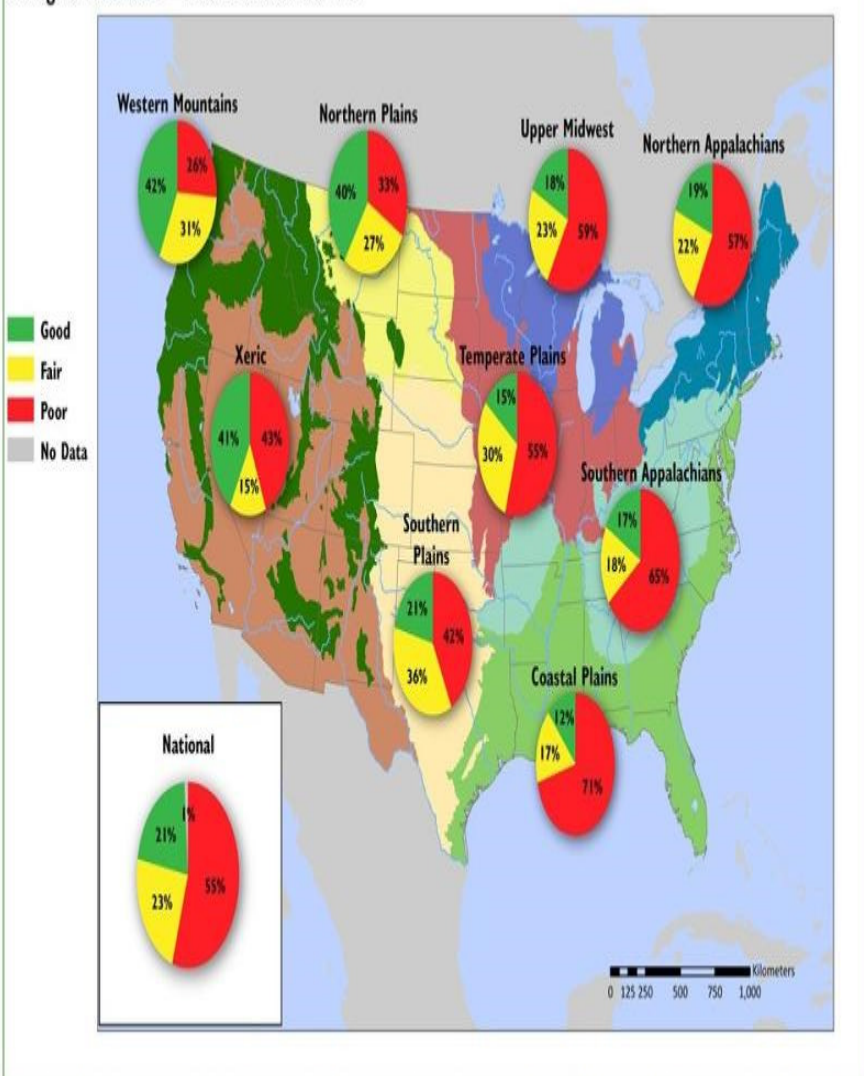 Western Mountains
42%
26%
31%
Northern Plains
40%
33%
27%
Upper Midwest
18%
23%
59%
Northern Appalachians
19%
22%
57%
Good
Fair
Poor
No Data
Xeric
41%
43%
15%
Temperate Plains
15%
30%
55%
Southern Appalachians
17%
18%
65%
Southern
Plains
21%
42%
36%
Coastal Plains
12%
17%
71%
National
1%
21%
23%
55%
Kilometers
0 125 250 500 750 1,000